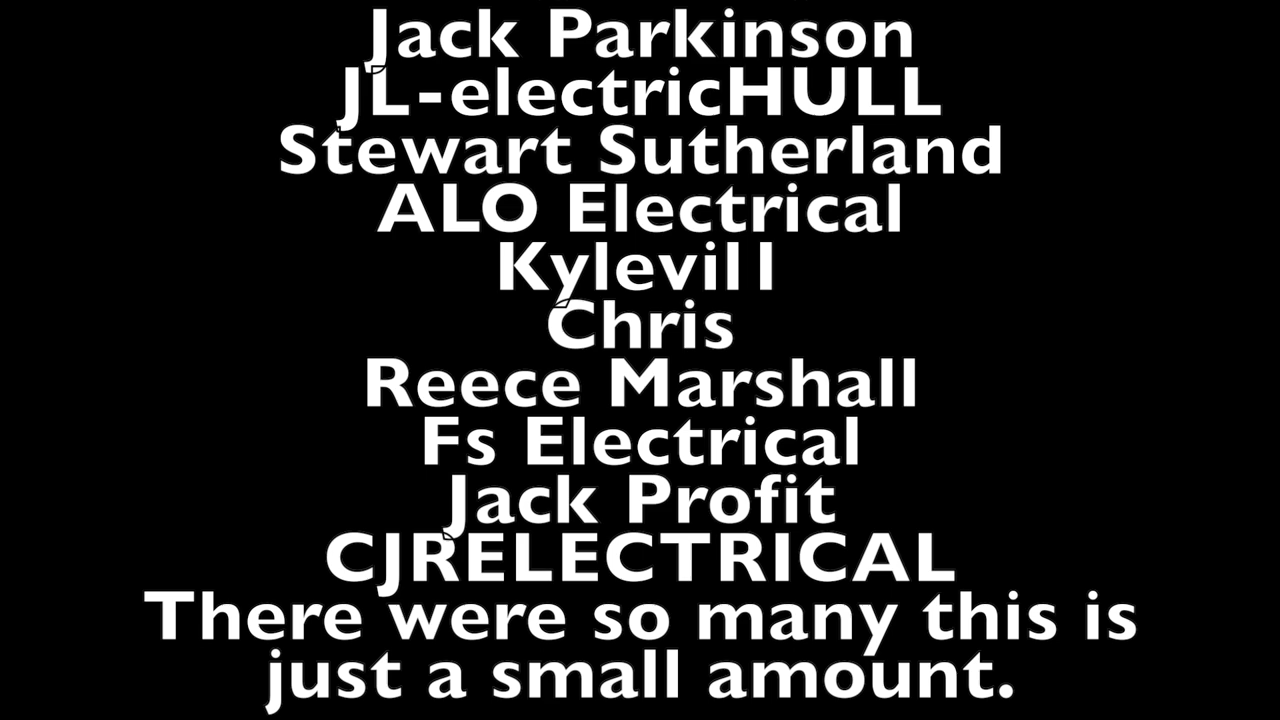 Jack Parkinson
JL-electricHULL
Stewart Sutherland
ALO Electrical
Kylevil1
Chris
Reece Marshall
Fs Electrical
Jack Profit
CJRELECTRICAL
There were so many this is
just a small amount.